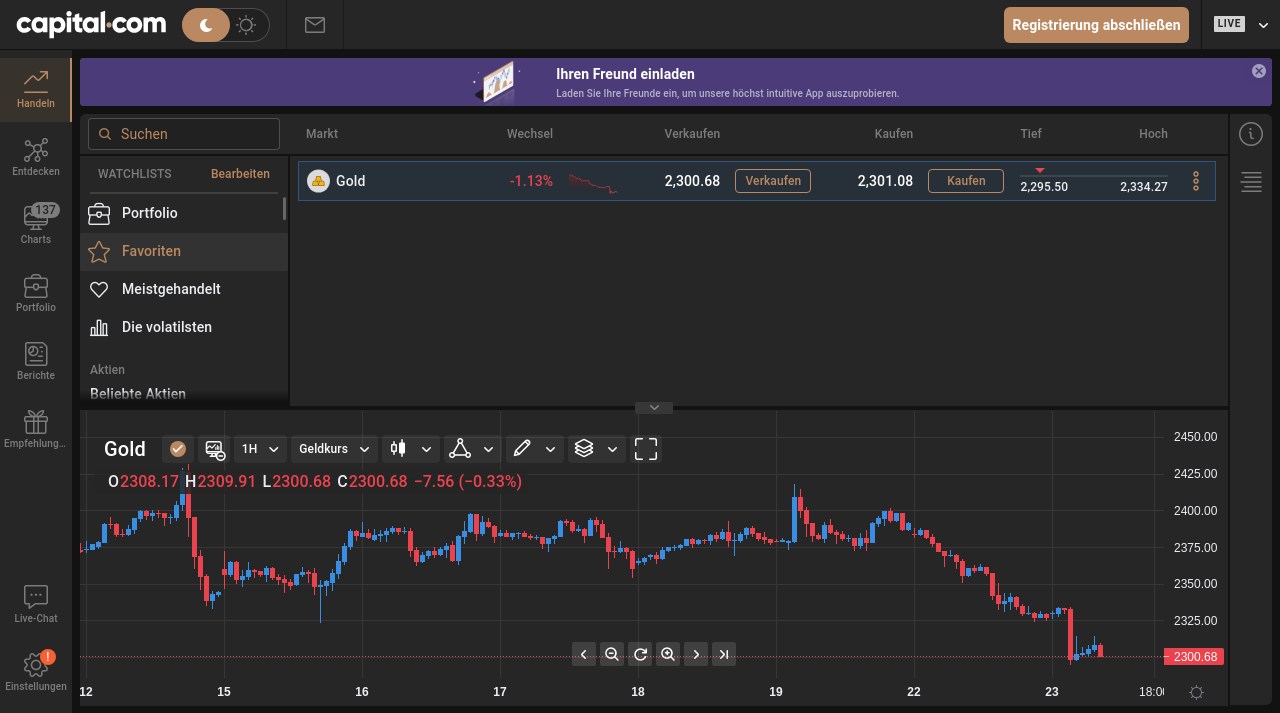 capital.com
Registrierung abschließen
LIVE
Handeln
Ihren Freund einladen
Laden Sie Ihre Freunde ein, um unsere höchst intuitive App auszuprobieren.
Entdecken
137
Charts
Portfolio
Berichte
Empfehlung...
Live-Chat
!
Einstellungen
Suchen
Markt Wechsel Verkaufen Kaufen Tief Hoch
WATCHLISTS Bearbeiten
Portfolio
Favoriten
Meistgehandelt
Die volatilsten
Aktien
Beliebte Aktien
Gold -1.13% 2,300.68 Verkaufen 2,301.08 Kaufen 2,295.50 2,334.27
Gold 1H Geldkurs
O2308.17 H2309.91 L2300.68 C2300.68 −7.56 (−0.33%)
2450.00
2425.00
2400.00
2375.00
2350.00
2325.00
2300.68
12 15 16 17 18 19 22 23 18:00